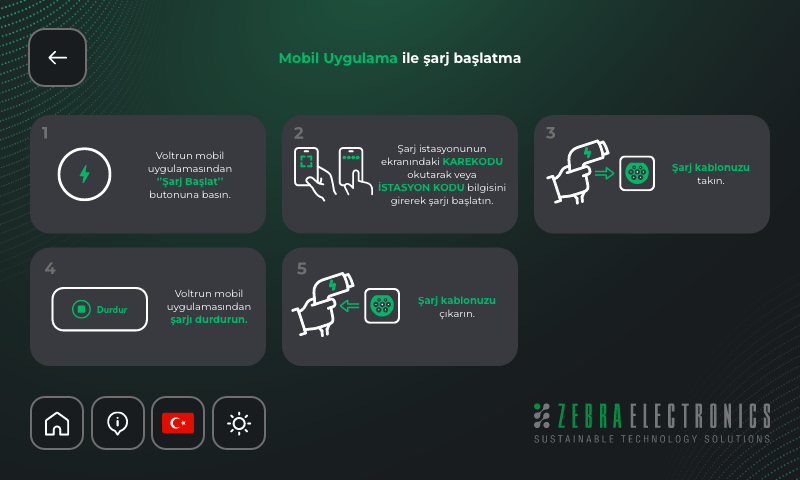 Mobil Uygulama ile şarj başlatma
1
Voltrun mobil
uygulamasından
"Şarj Başlat"
butonuna basın.
2
Şarj istasyonunun
ekranındaki KAREKODU
okutarak veya
İSTASYON KODU bilgisini
girerek şarjı başlatın.
3
Şarj kablonuzu
takın.
4
Durdur
Voltrun mobil
uygulamasından
şarjı durdurun.
5
Şarj kablonuzu
çıkarın.
ZEBRA ELECTRONICS
SUSTAINABLE TECHNOLOGY SOLUTIONS